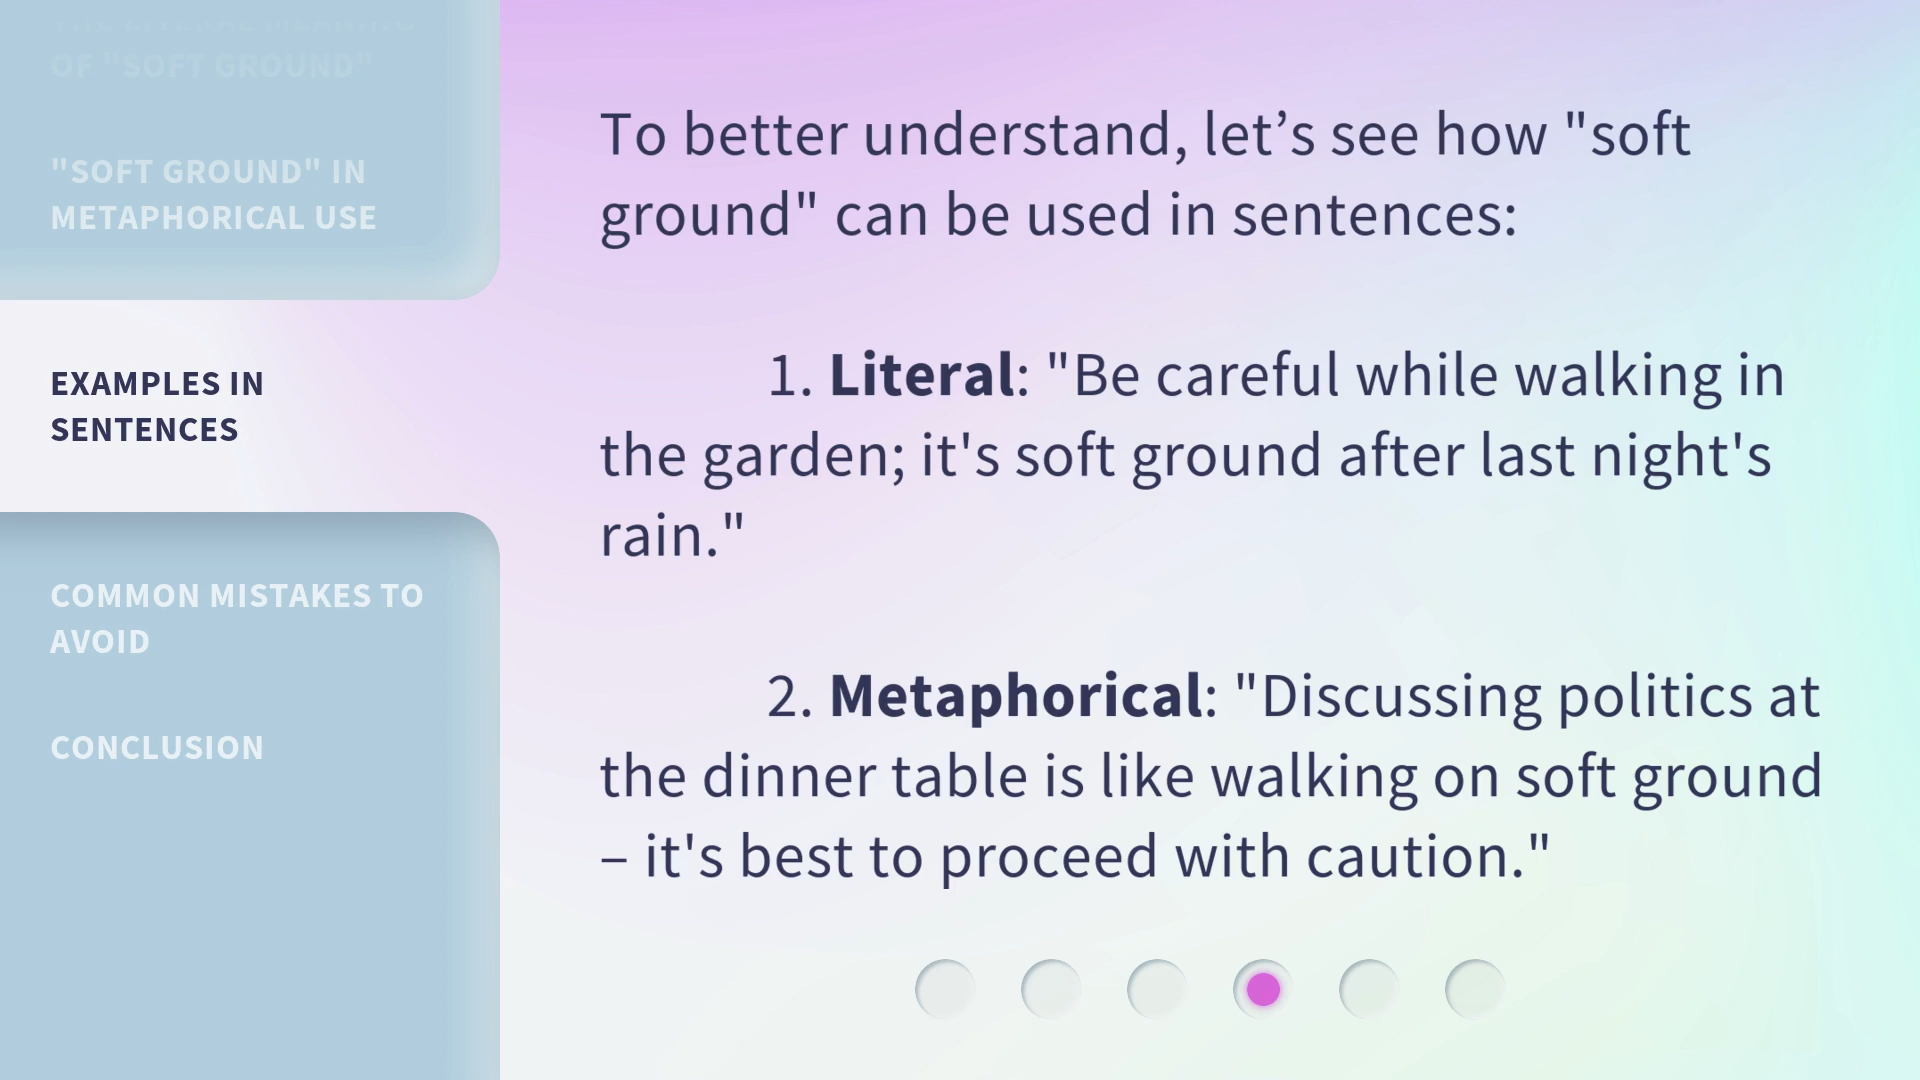 OF "SOFT GROUND"
"SOFT GROUND" IN
METAPHORICAL USE
EXAMPLES IN
SENTENCES
COMMON MISTAKES TO
AVOID
CONCLUSION
To better understand, let’s see how "soft
ground" can be used in sentences:
1. Literal: "Be careful while walking in
the garden; it's soft ground after last night's
rain."
2. Metaphorical: "Discussing politics at
the dinner table is like walking on soft ground
– it's best to proceed with caution."